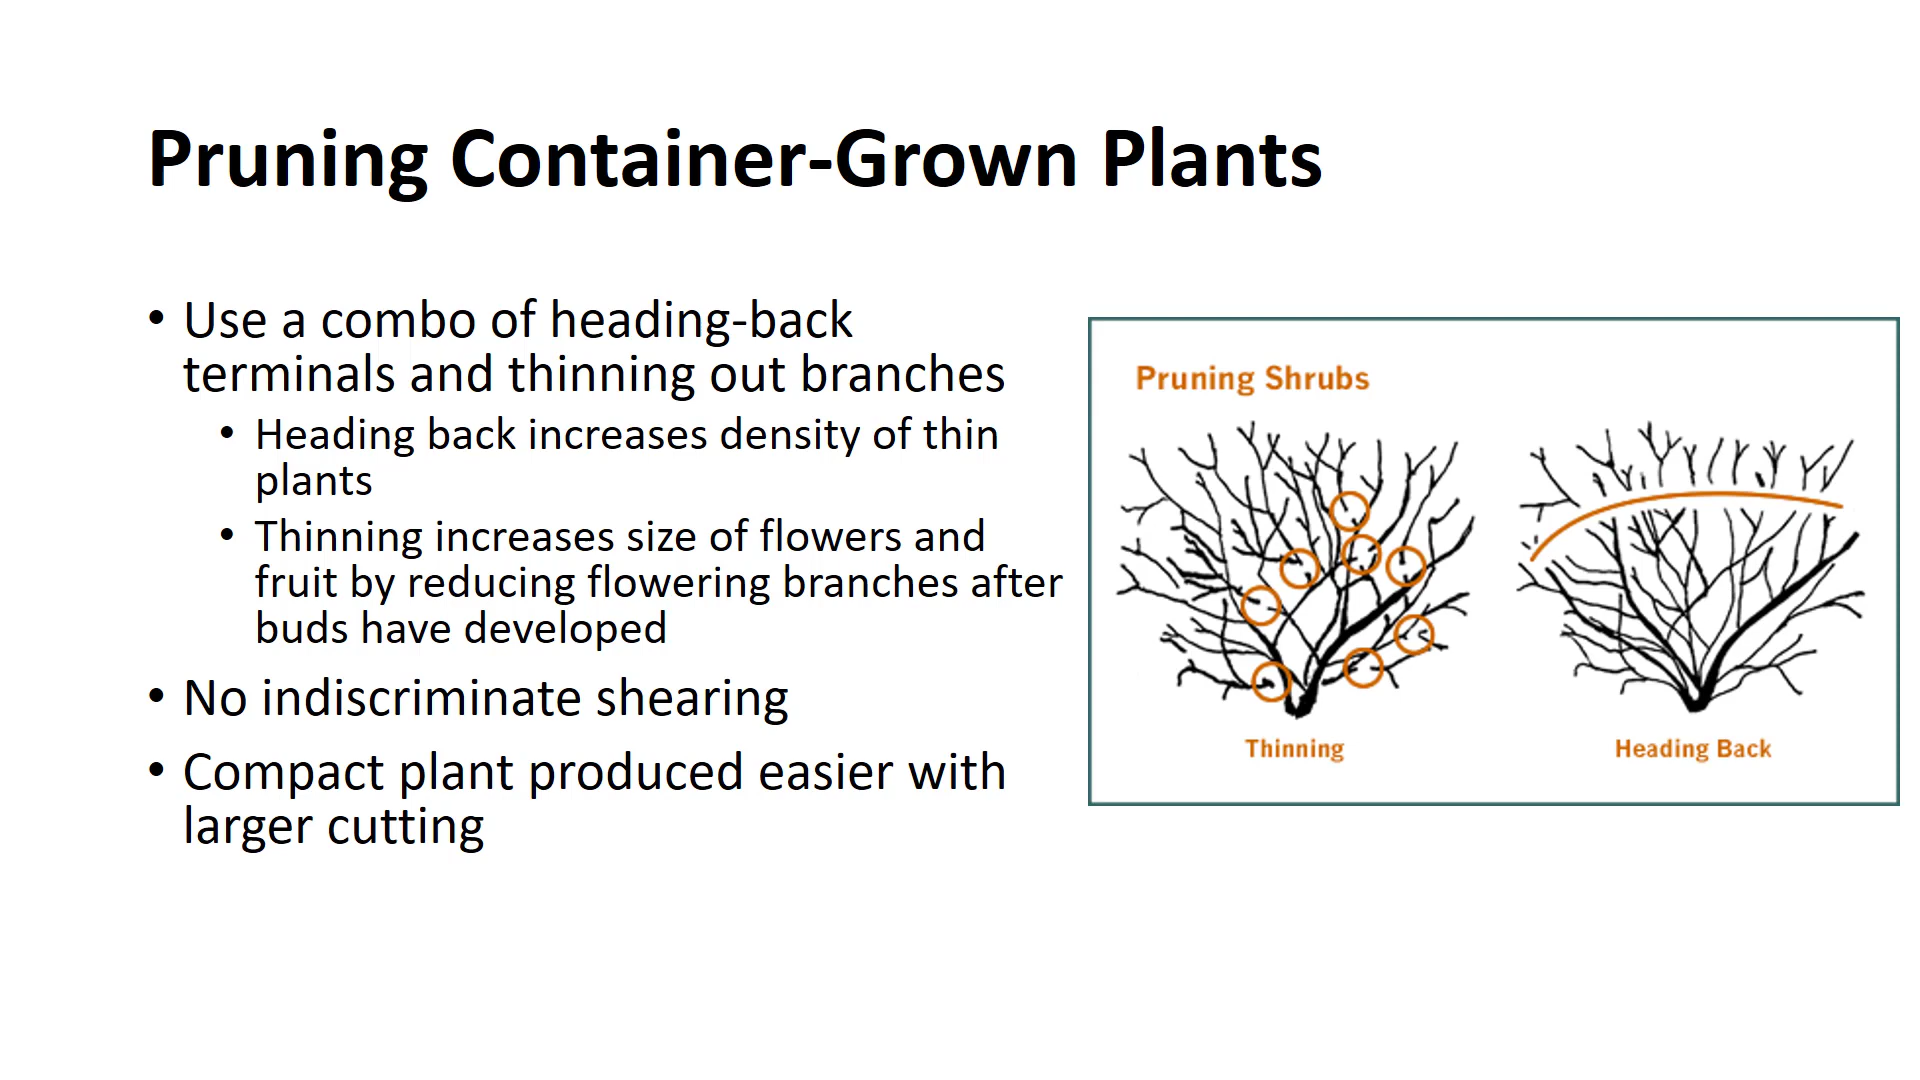 Pruning Container-Grown Plants
• Use a combo of heading-back
terminals and thinning out branches
• Heading back increases density of thin
plants
• Thinning increases size of flowers and
fruit by reducing flowering branches after
buds have developed
• No indiscriminate shearing
• Compact plant produced easier with
larger cutting
Pruning Shrubs
Thinning
Heading Back